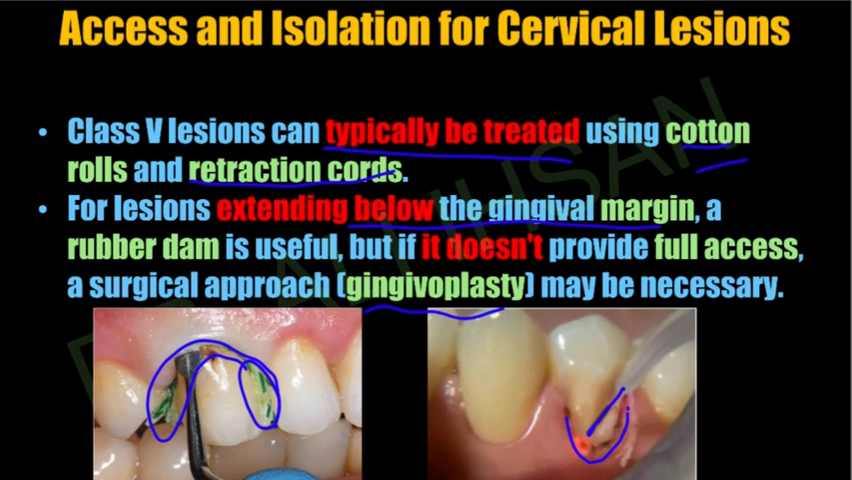 Access and Isolation for Cervical Lesions
• Class V lesions can typically be treated using cotton
rolls and retraction cords.
• For lesions extending below the gingival margin, a
rubber dam is useful, but if it doesn't provide full access,
a surgical approach (gingivoplasty) may be necessary.